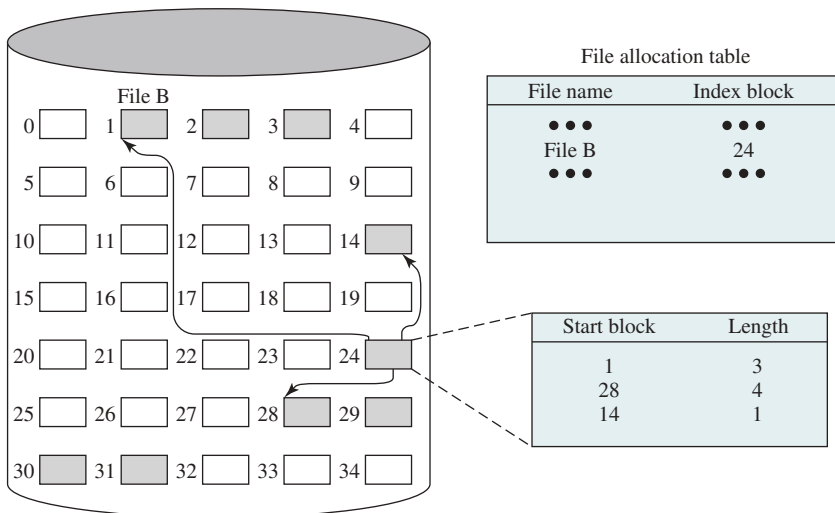 File B
0 1 2 3 4
5 6 7 8 9
10 11 12 13 14
15 16 17 18 19
20 21 22 23 24
25 26 27 28 29
30 31 32 33 34
File allocation table
File name Index block
••• •••
File B 24
••• •••
Start block Length
1 3
28 4
14 1